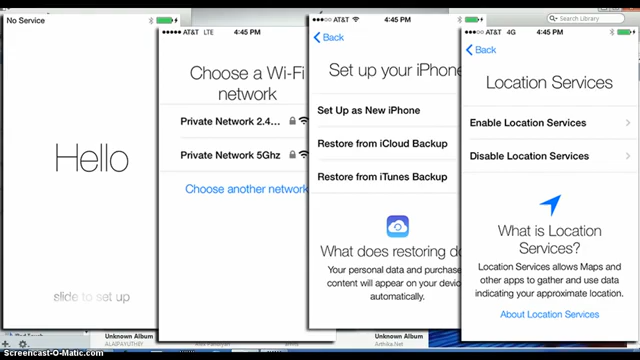 No Service
Hello
slide to set up
AT&T LTE 4:45 PM
Choose a Wi-Fi
network
Private Network 2.4...
Private Network 5Ghz
Choose another network
AT&T 4:45 PM
Back
Set up your iPhone
Set Up as New iPhone
Restore from iCloud Backup
Restore from iTunes Backup
What does restoring do
Your personal data and purchase
content will appear on your device
automatically.
Search Library
AT&T 4G 4:45 PM
Back
Location Services
Enable Location Services
Disable Location Services
What is Location
Services?
Location Services allows Maps and
other apps to gather and use data
indicating your approximate location.
About Location Services
Unknown Album
Unknown Album
Arthika.Net
Screencast-O-Matic.com